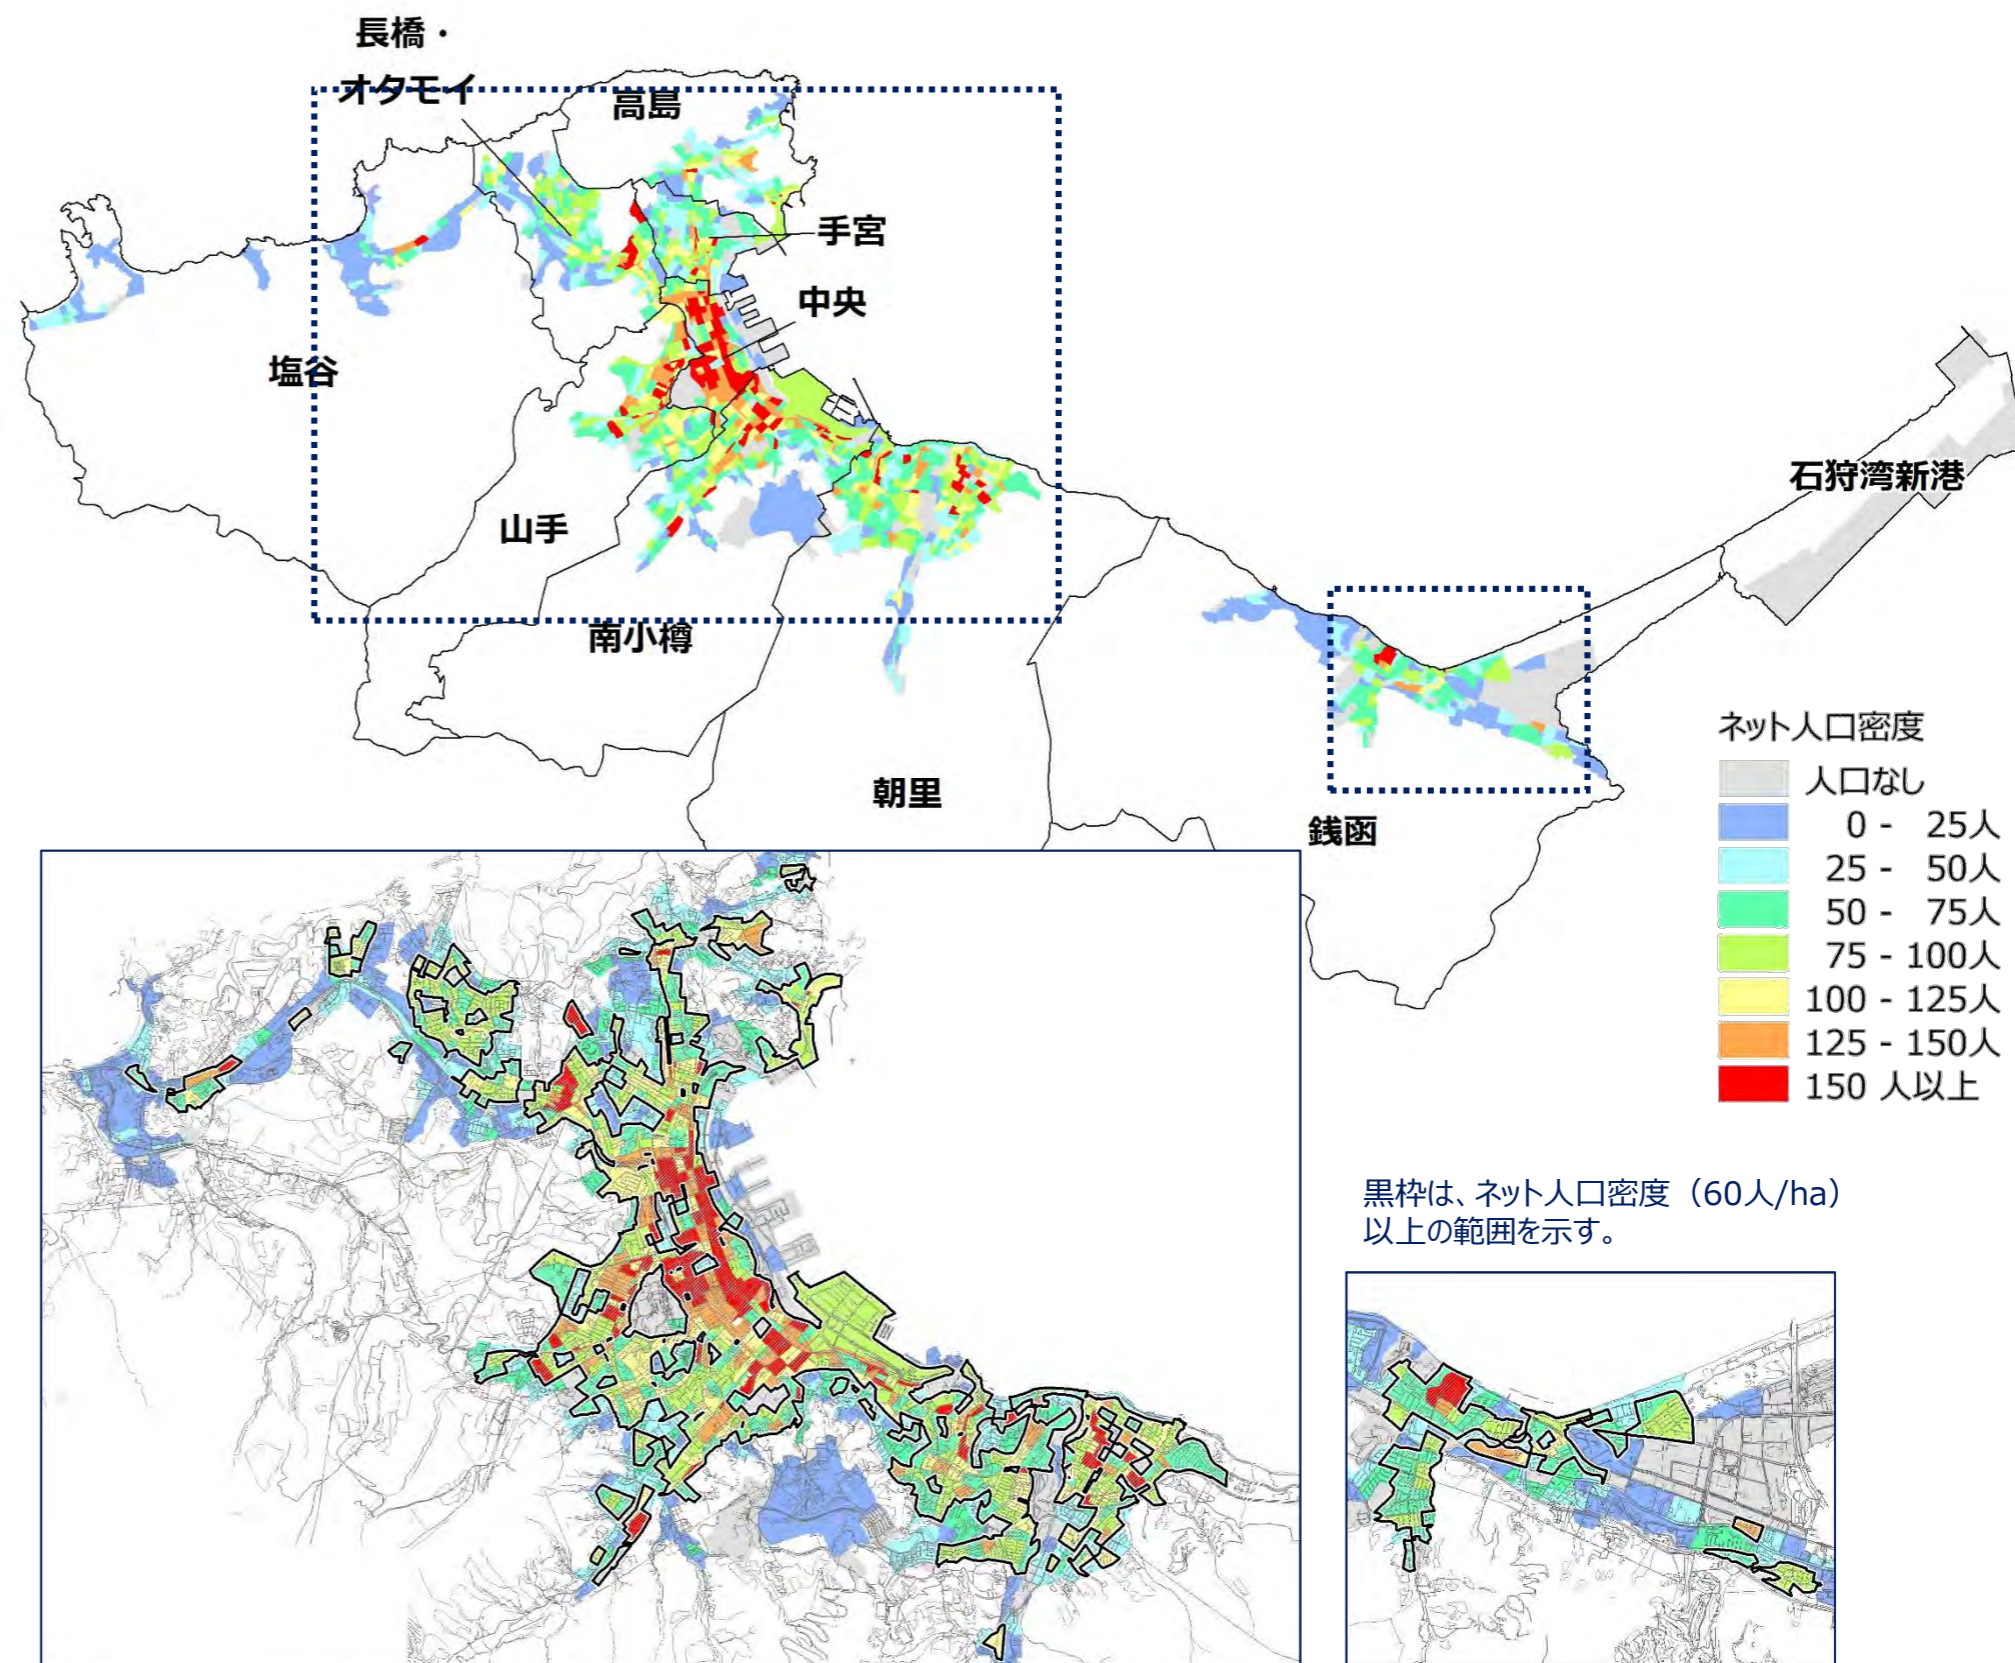 長橋・
オタモイ
高島
手宮
中央
塩谷
石狩湾新港
山手
南小樽
朝里
銭函
ネット人口密度
人口なし
0 - 25人
25 - 50人
50 - 75人
75 - 100人
100 - 125人
125 - 150人
150 人以上
黒枠は、ネット人口密度（60人/ha）
以上の範囲を示す。